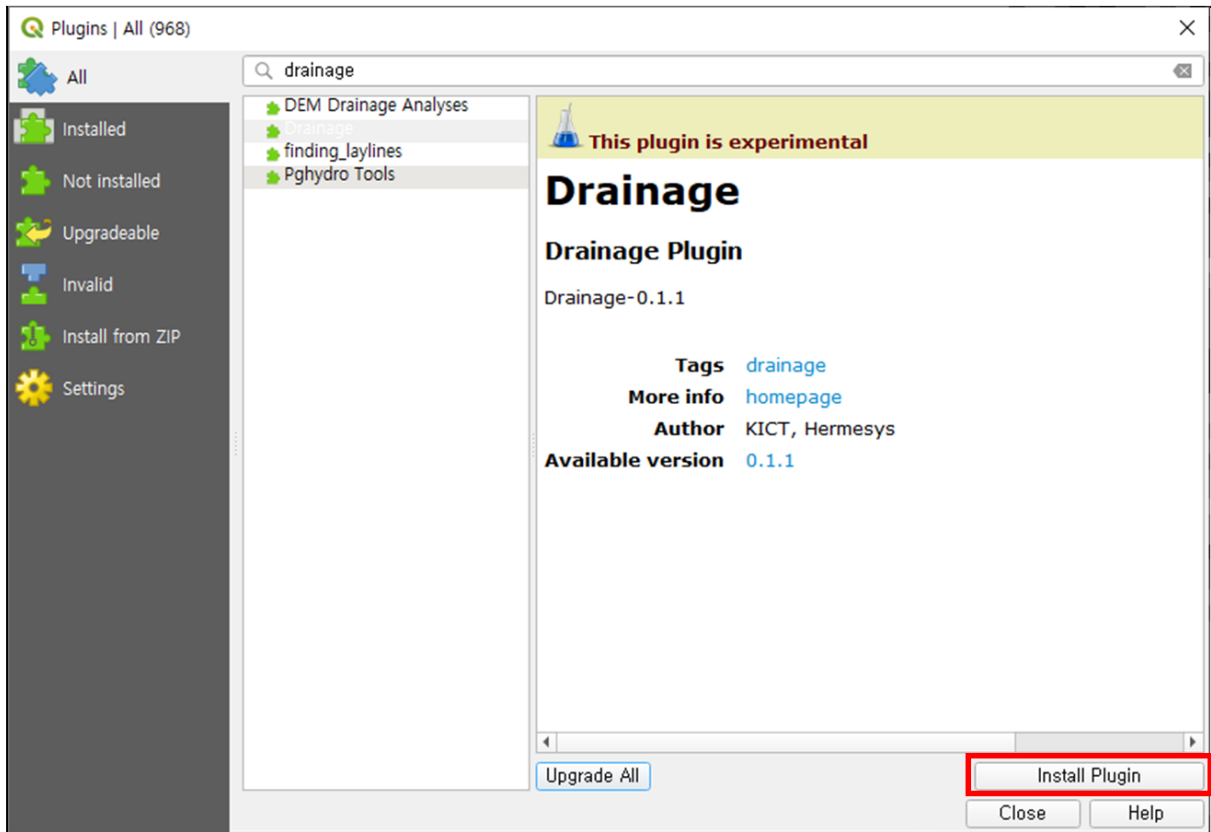 Plugins | All (968)
All
Installed
Not installed
Upgradeable
Invalid
Install from ZIP
Settings
drainage
DEM Drainage Analyses
Drainage
finding_laylines
Pghydro Tools
This plugin is experimental
Drainage
Drainage Plugin
Drainage-0.1.1
Tags drainage
More info homepage
Author KICT, Hermesys
Available version 0.1.1
Upgrade All
Install Plugin
Close
Help